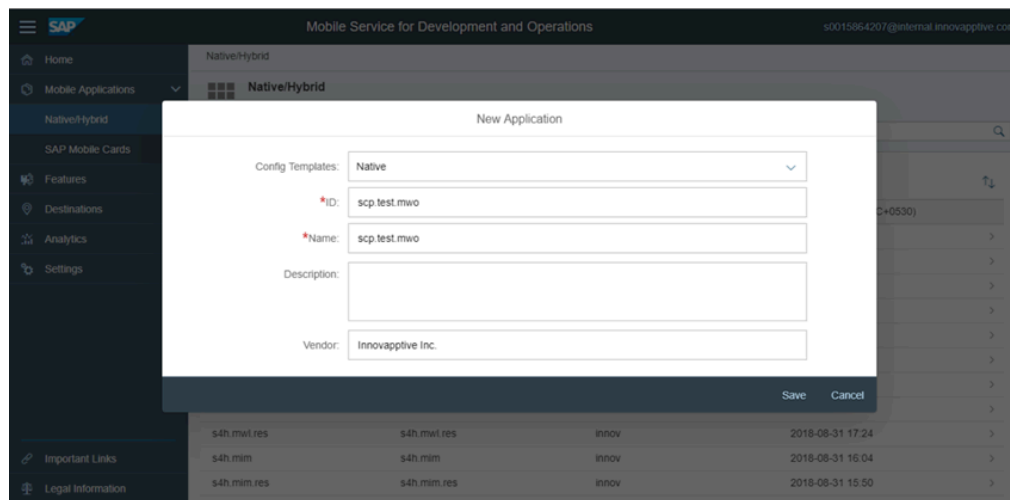 SAP Mobile Service for Development and Operations s0015864207@internal.innovapptive.co
Home
Native/Hybrid
Mobile Applications
Native/Hybrid
Native/Hybrid
SAP Mobile Cards
Features
Destinations
Analytics
Settings
New Application
Config Templates: Native
*ID: scp.test.mwo
*Name: scp.test.mwo
Description:
Vendor: Innovapptive Inc.
Save Cancel
C+0530)
s4h.mwl.res s4h.mwl.res innov 2018-08-31 17:24
s4h.mim s4h.mim innov 2018-08-31 16:04
s4h.mim.res s4h.mim.res innov 2018-08-31 15:50
Important Links
Legal Information